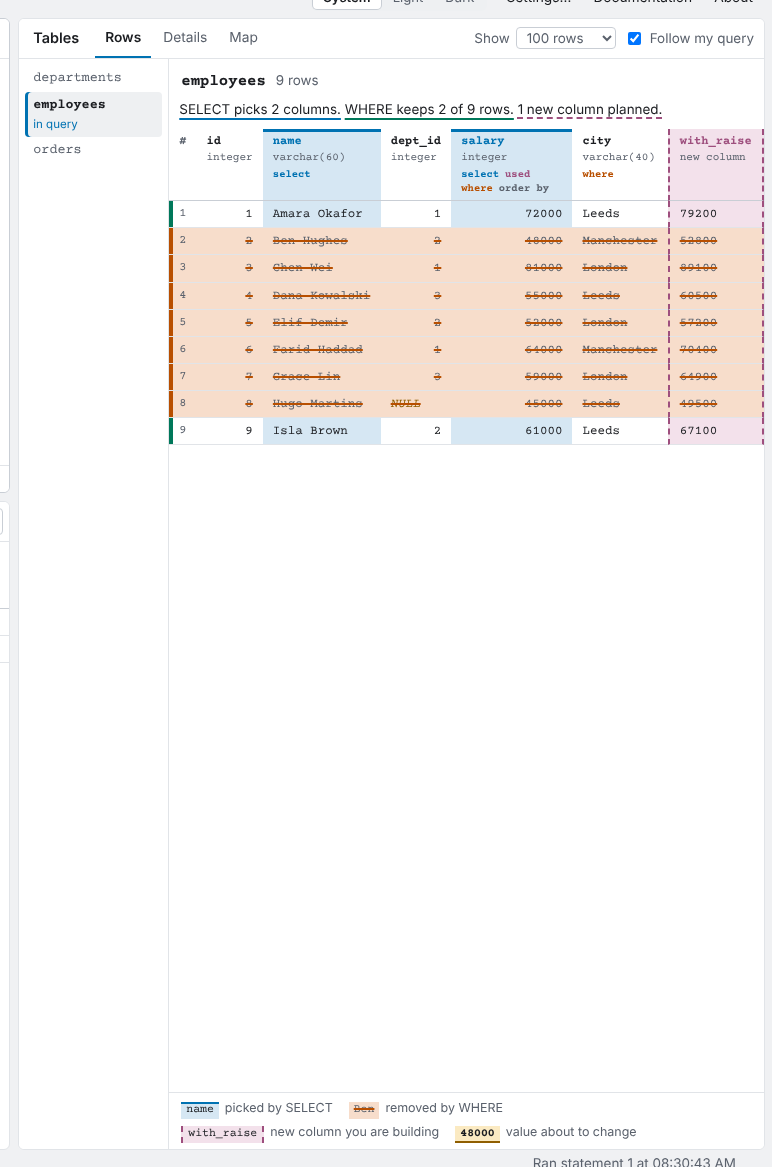 System Light Dark Settings... Documentation About
Tables Rows Details Map Show 100 rows Follow my query
departments
employees
in query
orders
employees 9 rows
SELECT picks 2 columns. WHERE keeps 2 of 9 rows. 1 new column planned.
# id name dept_id salary city with_raise
integer varchar(60) integer integer varchar(40) new column
select select used where
where order by
1 1 Amara Okafor 1 72000 Leeds 79200
2 2 Ben Hughes 2 48000 Manchester 52800
3 3 Chen Wei 1 81000 London 89100
4 4 Dana Kowalski 3 55000 Leeds 60500
5 5 Elif Demir 2 52000 London 57200
6 6 Farid Haddad 1 64000 Manchester 70400
7 7 Grace Lin 3 59000 London 64900
8 8 Hugo Martins NULL 45000 Leeds 49500
9 9 Isla Brown 2 61000 Leeds 67100
name picked by SELECT Ben removed by WHERE
with_raise new column you are building 48000 value about to change
Ran statement 1 at 08:30:43 AM